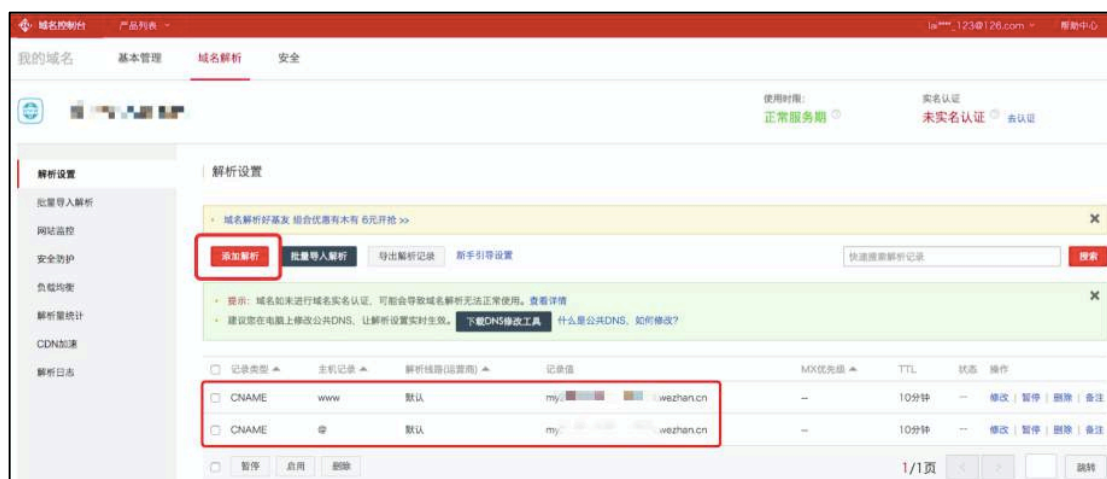 域名控制台 产品列表 la****_123@126.com 帮助中心
我的域名 基本管理 域名解析 安全
使用时限: 实名认证
正常服务期 未实名认证 去认证
解析设置 解析设置
批量导入解析
域名解析好基友 组合优惠有木有 6元开抢 >>
网站监控
安全防护 添加解析 批量导入解析 导出解析记录 新手引导设置 快速搜索解析记录 搜索
负载均衡
提示：域名如未进行域名实名认证，可能会导致域名解析无法正常使用。查看详情
解析量统计 建议您在电脑上修改公共DNS，让解析设置实时生效。 下载DNS修改工具 什么是公共DNS，如何修改?
CDN加速
解析日志 记录类型 主机记录 解析线路(运营商) 记录值 MX优先级 TTL 状态 操作
CNAME www 默认 my wezhan.cn -- 10分钟 -- 修改 | 暂停 | 删除 | 备注
CNAME @ 默认 my wezhan.cn -- 10分钟 -- 修改 | 暂停 | 删除 | 备注
暂停 启用 删除 1/1页 < > 跳转